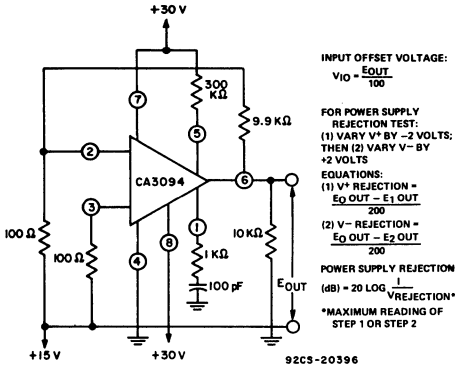 +30 V
300
KΩ
7
5
9.9 KΩ
2
6
CA3094
3
1
100 Ω
100 Ω
4
8
1 KΩ
10 KΩ
100 pF
EOUT
+15 V
+30 V
92CS-20396
INPUT OFFSET VOLTAGE:
VIO = EOUT
100
FOR POWER SUPPLY
REJECTION TEST:
(1) VARY V+ BY –2 VOLTS;
THEN (2) VARY V– BY
+2 VOLTS
EQUATIONS:
(1) V+ REJECTION =
E0 OUT – E1 OUT
200
(2) V– REJECTION =
E0 OUT – E2 OUT
200
POWER SUPPLY REJECTION
(dB) = 20 LOG 1
VREJECTION*
*MAXIMUM READING OF
STEP 1 OR STEP 2